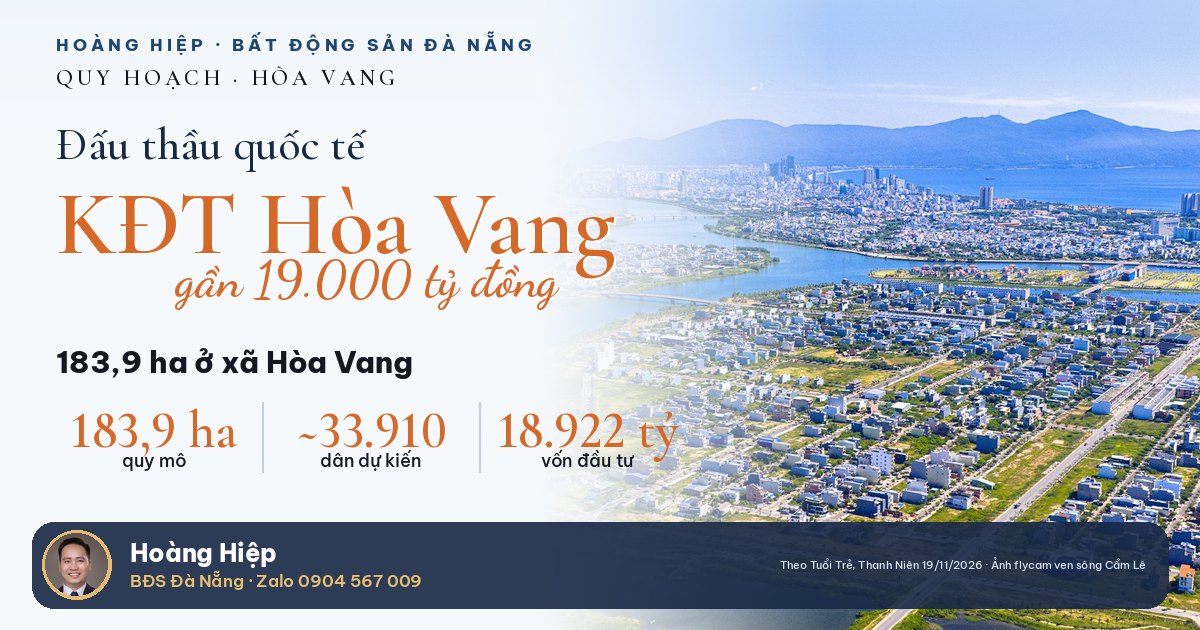 HOÀNG HIỆP · BẤT ĐỘNG SẢN ĐÀ NẴNG
QUY HOẠCH · HÒA VANG
Đấu thầu quốc tế
KĐT Hòa Vang
gần 19.000 tỷ đồng
183,9 ha ở xã Hòa Vang
183,9 ha
quy mô
~33.910
dân dự kiến
18.922 tỷ
vốn đầu tư
Hoàng Hiệp
BĐS Đà Nẵng · Zalo 0904 567 009
Theo Tuổi Trẻ, Thanh Niên 19/11/2026 · Ảnh flycam ven sông Cẩm Lệ